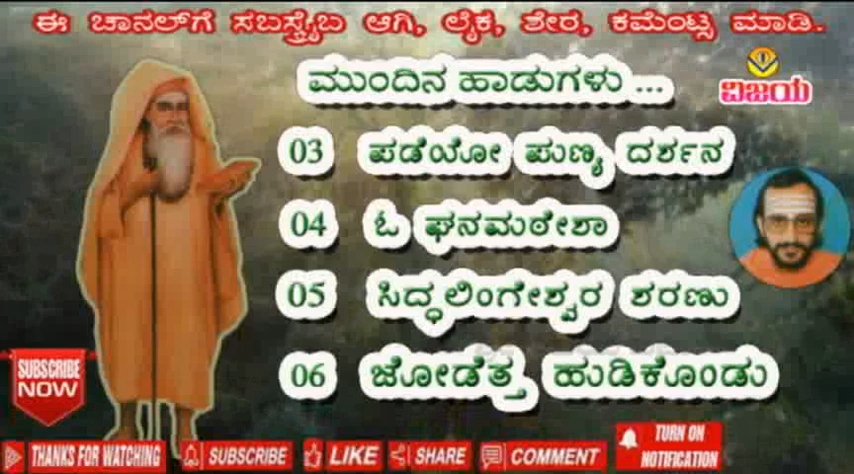 ಈ ಚಾನಲ್‌ಗೆ ಸಬಸ್ಕ್ರೈಬ ಆಗಿ, ಲೈಕ, ಶೇರ, ಕಮೆಂಟ್ಸ ಮಾಡಿ.
ಮುಂದಿನ ಹಾಡುಗಳು ...
ವಿಜಯ
03 ಪಡೆಯೋ ಪುಣ್ಯ ದರ್ಶನ
04 ಓ ಘನಮಠೇಶಾ
05 ಸಿದ್ಧಲಿಂಗೇಶ್ವರ ಶರಣು
06 ಜೋಡೆತ್ತ ಹುಡಿಕೊಂಡು
SUBSCRIBE
NOW
THANKS FOR WATCHING SUBSCRIBE LIKE SHARE COMMENT
TURN ON
NOTIFICATION